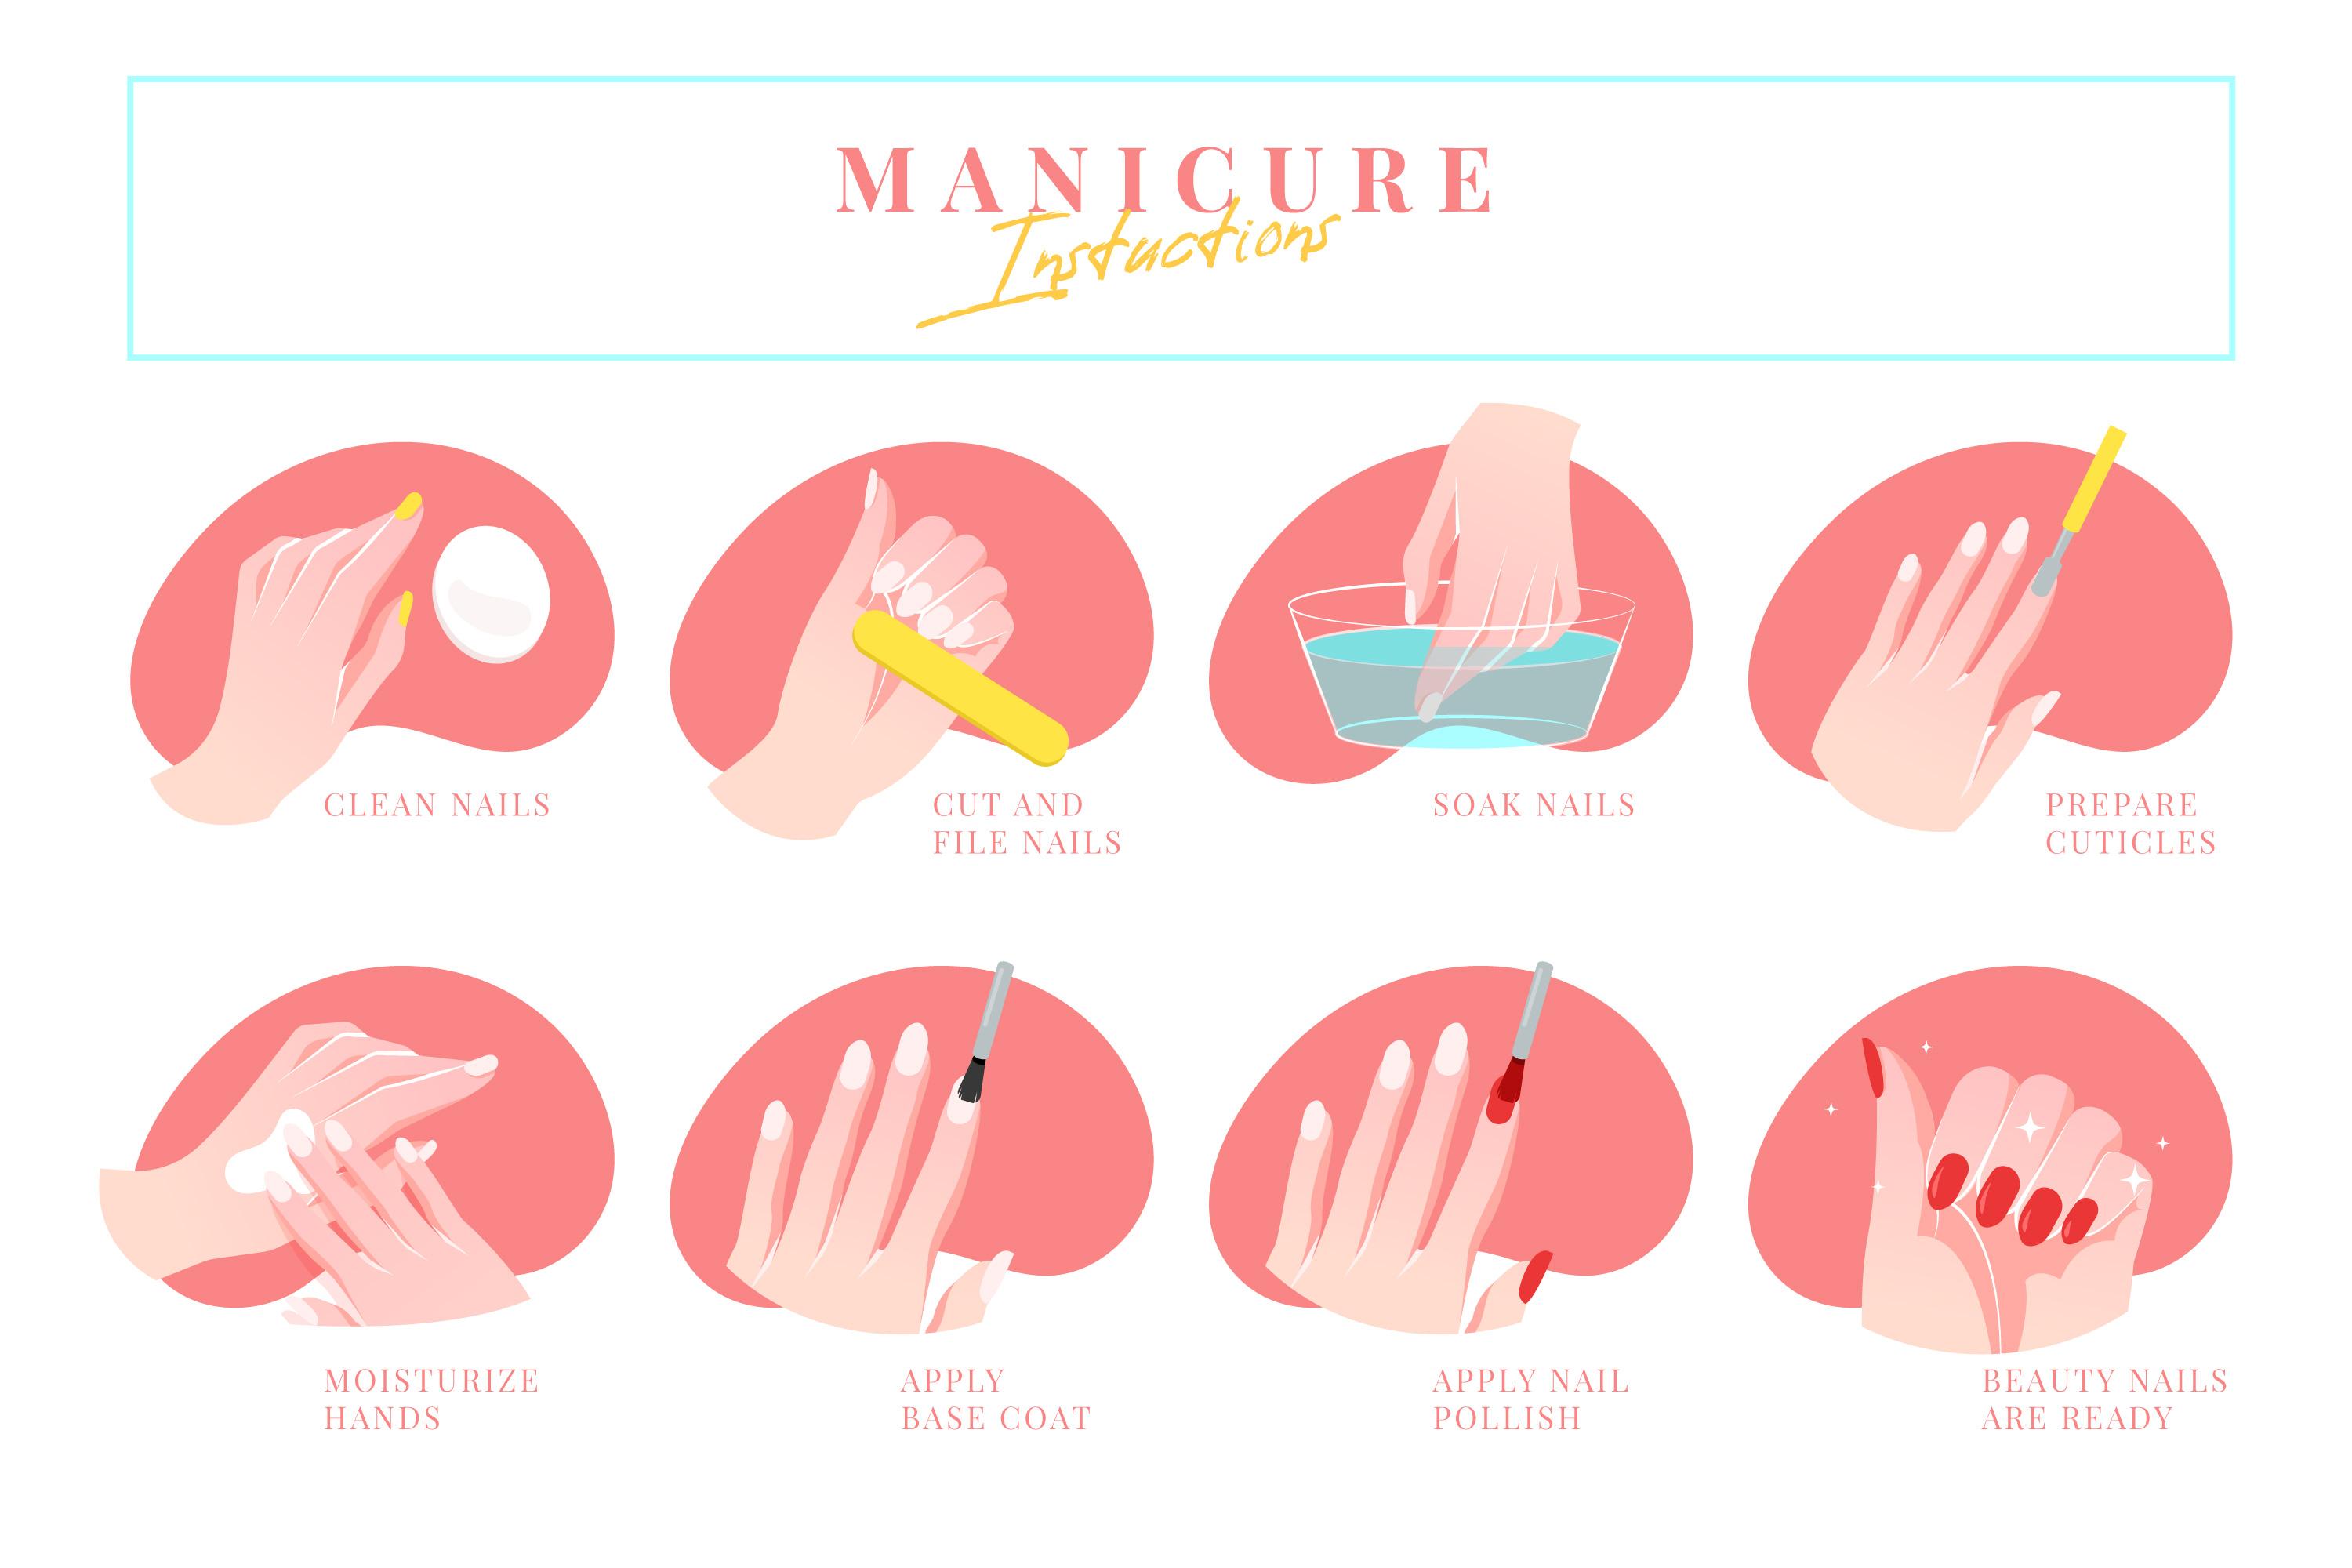 MANICURE
Instructions
CLEAN NAILS
CUT AND
FILE NAILS
SOAK NAILS
PREPARE
CUTICLES
MOISTURIZE
HANDS
APPLY
BASE COAT
APPLY NAIL
POLLISH
BEAUTY NAILS
ARE READY